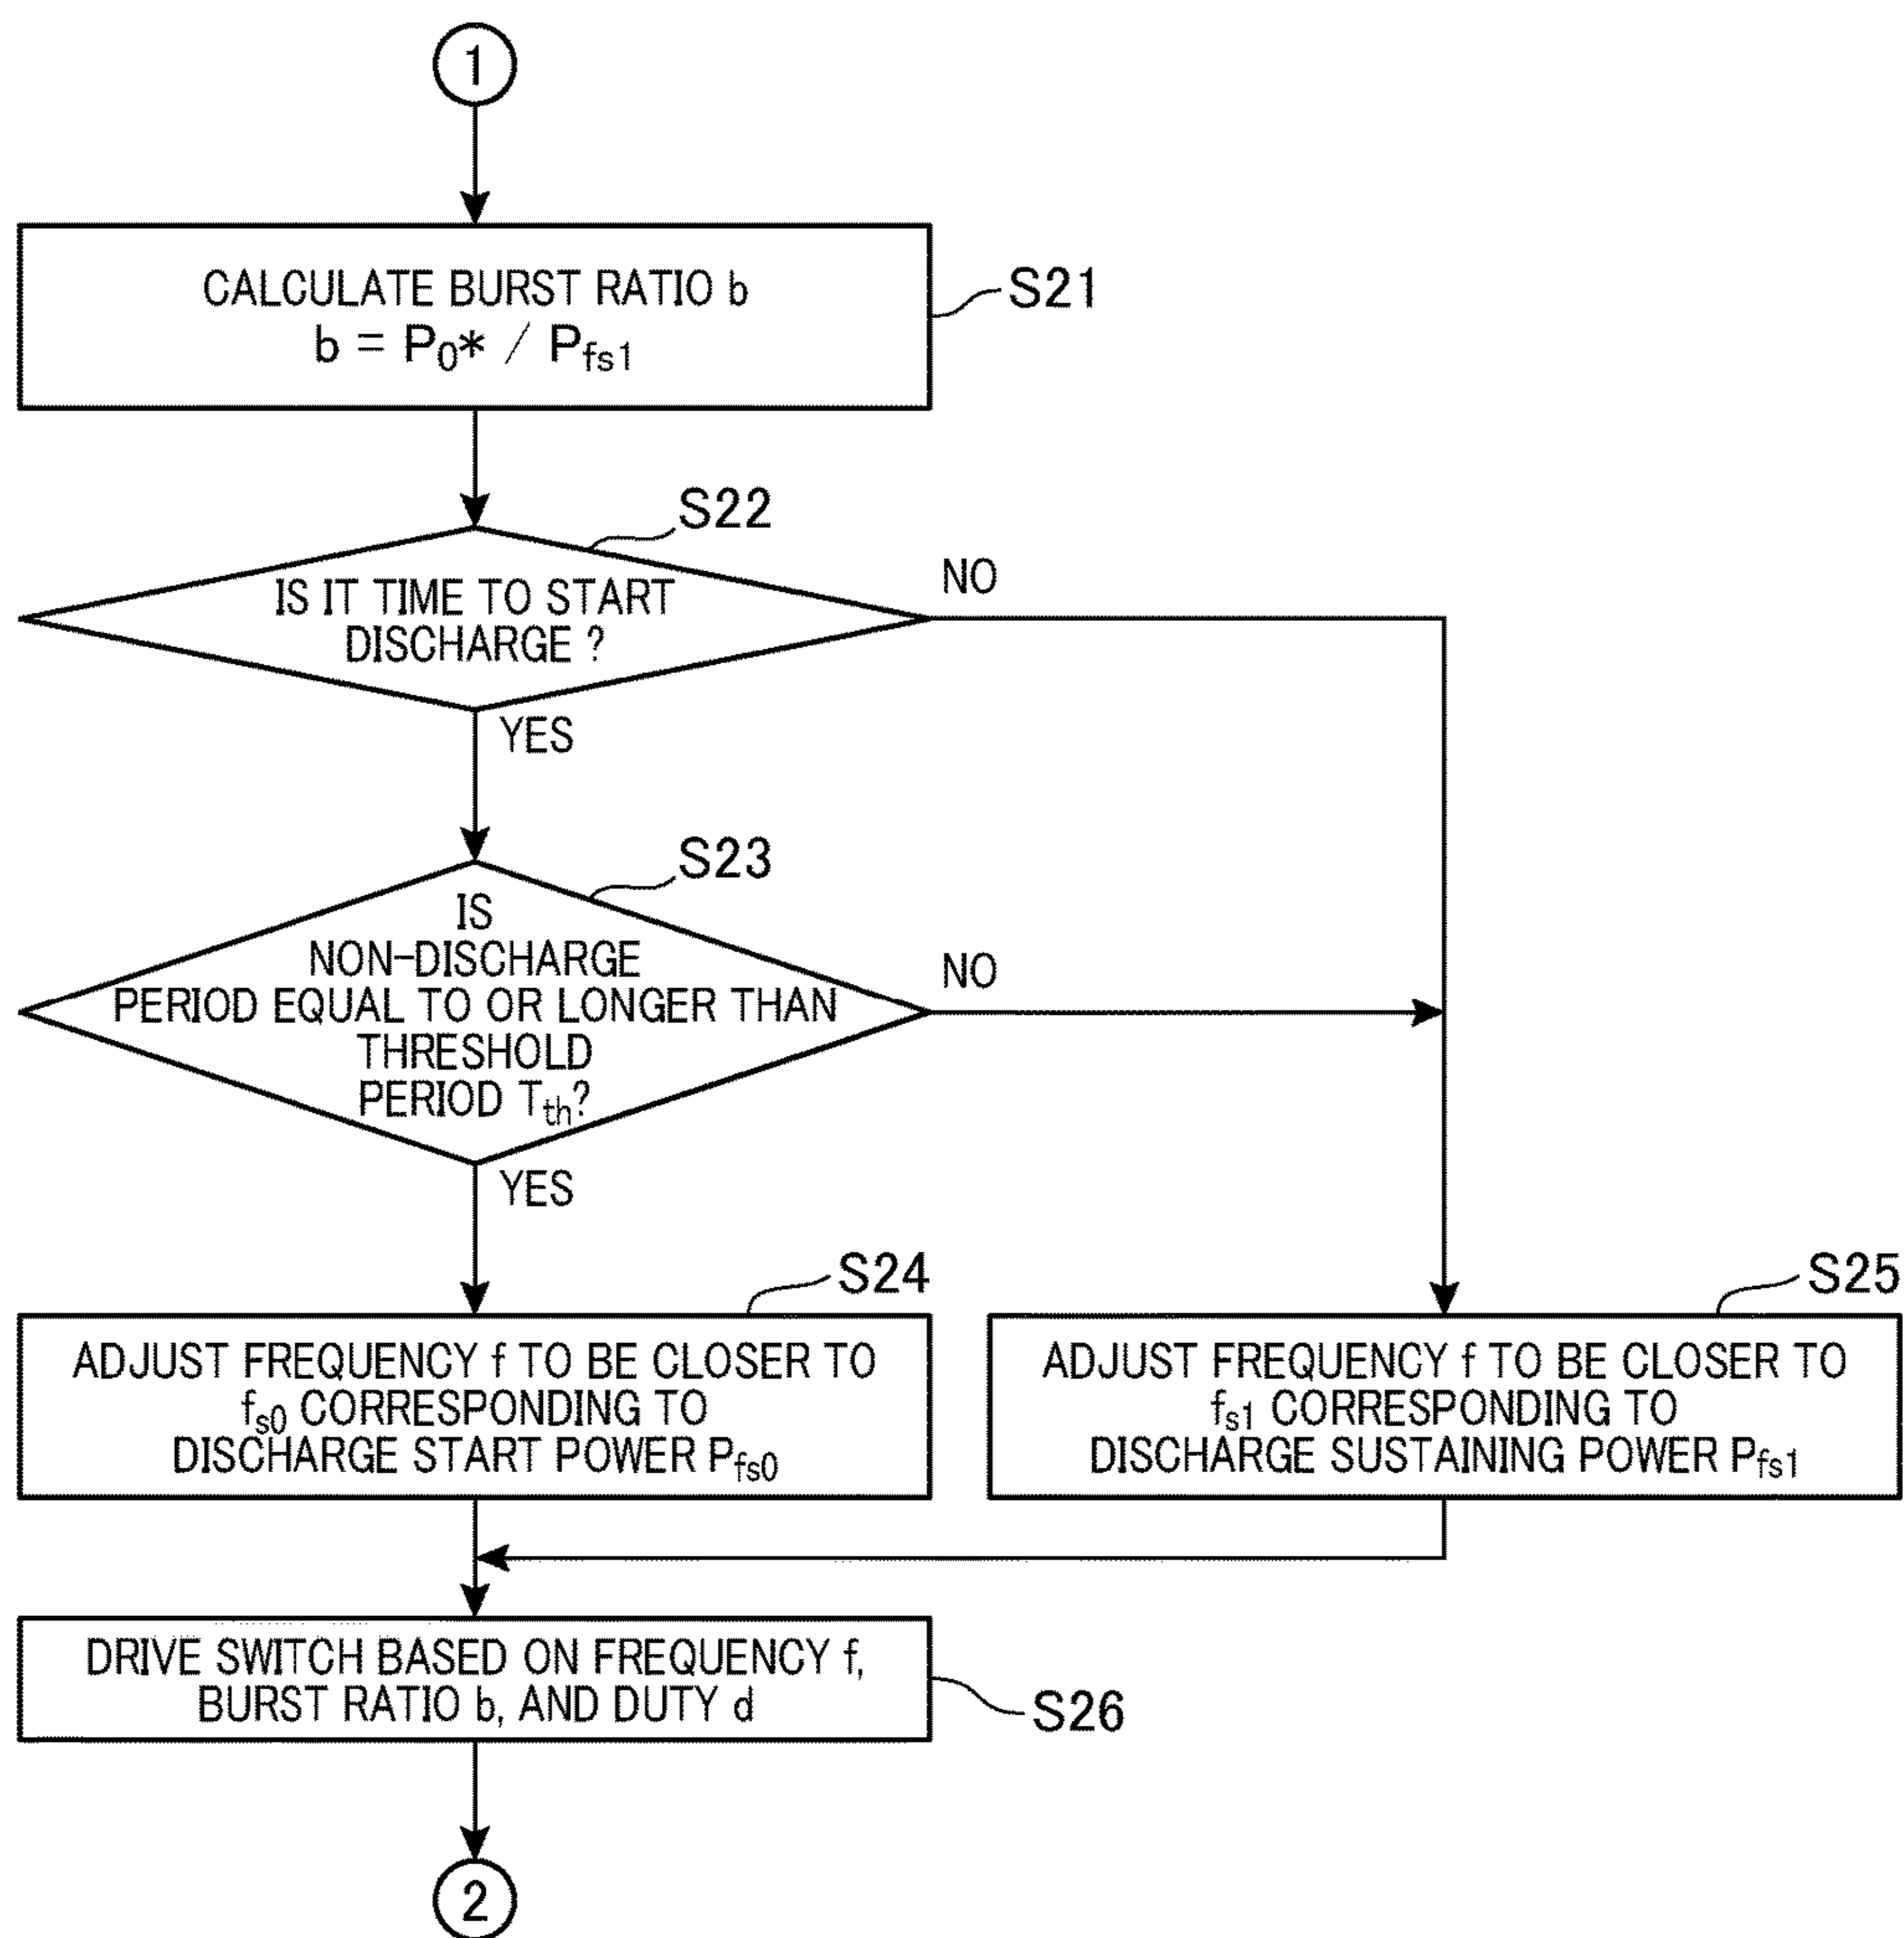 1
CALCULATE BURST RATIO b
b = P0* / Pfs1
S21
S22
IS IT TIME TO START
DISCHARGE ?
NO
YES
S23
IS
NON-DISCHARGE
PERIOD EQUAL TO OR LONGER THAN
THRESHOLD
PERIOD Tth?
NO
YES
S24
ADJUST FREQUENCY f TO BE CLOSER TO
fs0 CORRESPONDING TO
DISCHARGE START POWER Pfs0
S25
ADJUST FREQUENCY f TO BE CLOSER TO
fs1 CORRESPONDING TO
DISCHARGE SUSTAINING POWER Pfs1
DRIVE SWITCH BASED ON FREQUENCY f,
BURST RATIO b, AND DUTY d
S26
2